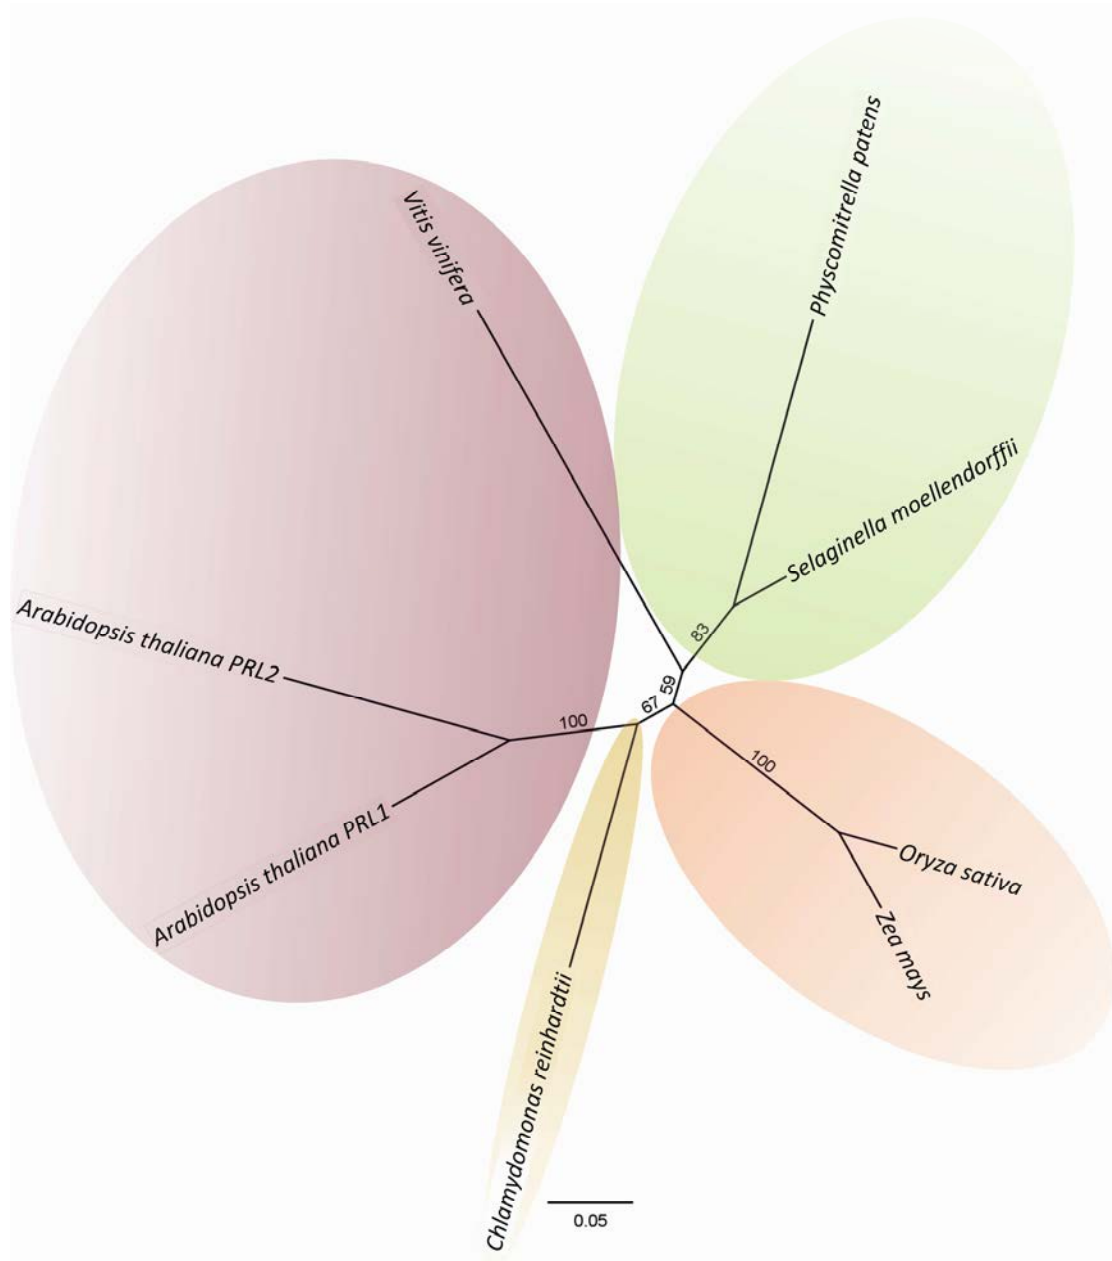 Physcomitrella patens
Vitis vinifera
Selaginella moellendorffii
Arabidopsis thaliana PRL2
83
59
67
100
100
Arabidopsis thaliana PRL1
Oryza sativa
Zea mays
Chlamydomonas reinhardtii
0.05